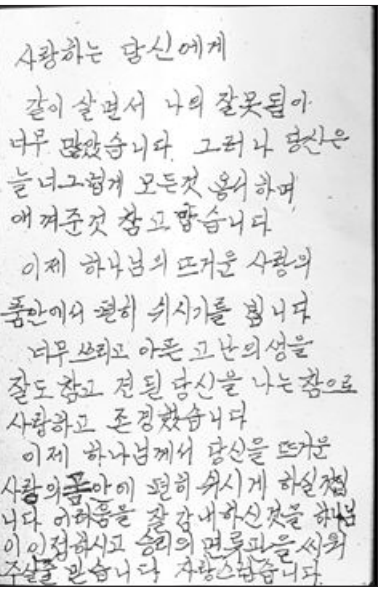 사랑하는 당신에게
같이 살면서 나의 잘못됨이
너무 많았습니다. 그러나 당신은
늘 너그럽게 모든것 용서하며
애껴준것 참 고맙습니다
이제 하나님의 뜨거운 사랑의
품안에서 편히 쉬시기를 빕니다
너무 쓰리고 아픈 고난의 생을
잘도 참고 견딘 당신을 나는 참으로
사랑하고 존경했습니다
이제 하나님께서 당신을 뜨거운
사랑의 품안에 편히 쉬시게 하실것입
니다 어려움을 잘 감내하신것을 하나님
이 인정하시고 승리의 면류관을 씨워
주실줄 믿습니다 자랑스럽습니다.